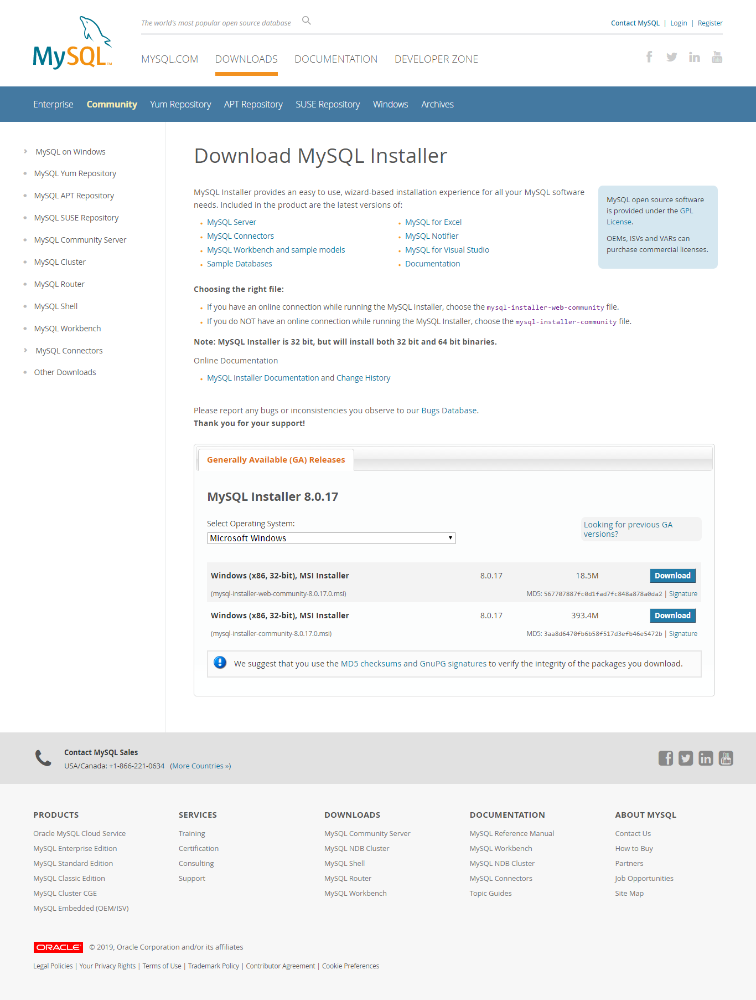 The world's most popular open source database
Contact MySQL | Login | Register
MySQL™
MYSQL.COM DOWNLOADS DOCUMENTATION DEVELOPER ZONE
Enterprise Community Yum Repository APT Repository SUSE Repository Windows Archives
MySQL on Windows
MySQL Yum Repository
MySQL APT Repository
MySQL SUSE Repository
MySQL Community Server
MySQL Cluster
MySQL Router
MySQL Shell
MySQL Workbench
MySQL Connectors
Other Downloads
Download MySQL Installer
MySQL Installer provides an easy to use, wizard-based installation experience for all your MySQL software
needs. Included in the product are the latest versions of:
MySQL Server
MySQL Connectors
MySQL Workbench and sample models
Sample Databases
MySQL for Excel
MySQL Notifier
MySQL for Visual Studio
Documentation
MySQL open source software
is provided under the GPL
License.
OEMs, ISVs and VARs can
purchase commercial licenses.
Choosing the right file:
If you have an online connection while running the MySQL Installer, choose the mysql-installer-web-community file.
If you do NOT have an online connection while running the MySQL Installer, choose the mysql-installer-community file.
Note: MySQL Installer is 32 bit, but will install both 32 bit and 64 bit binaries.
Online Documentation
MySQL Installer Documentation and Change History
Please report any bugs or inconsistencies you observe to our Bugs Database.
Thank you for your support!
Generally Available (GA) Releases
MySQL Installer 8.0.17
Select Operating System:
Microsoft Windows
Looking for previous GA
versions?
Windows (x86, 32-bit), MSI Installer 8.0.17 18.5M Download
(mysql-installer-web-community-8.0.17.0.msi) MD5: 567707887fc0d1fad7fc848a878a0da2 | Signature
Windows (x86, 32-bit), MSI Installer 8.0.17 393.4M Download
(mysql-installer-community-8.0.17.0.msi) MD5: 3aa8d6470fb6b58f517d3efb46e5472b | Signature
We suggest that you use the MD5 checksums and GnuPG signatures to verify the integrity of the packages you download.
Contact MySQL Sales
USA/Canada: +1-866-221-0634 (More Countries »)
PRODUCTS
Oracle MySQL Cloud Service
MySQL Enterprise Edition
MySQL Standard Edition
MySQL Classic Edition
MySQL Cluster CGE
MySQL Embedded (OEM/ISV)
SERVICES
Training
Certification
Consulting
Support
DOWNLOADS
MySQL Community Server
MySQL NDB Cluster
MySQL Shell
MySQL Router
MySQL Workbench
DOCUMENTATION
MySQL Reference Manual
MySQL Workbench
MySQL NDB Cluster
MySQL Connectors
Topic Guides
ABOUT MYSQL
Contact Us
How to Buy
Partners
Job Opportunities
Site Map
ORACLE © 2019, Oracle Corporation and/or its affiliates
Legal Policies | Your Privacy Rights | Terms of Use | Trademark Policy | Contributor Agreement | Cookie Preferences